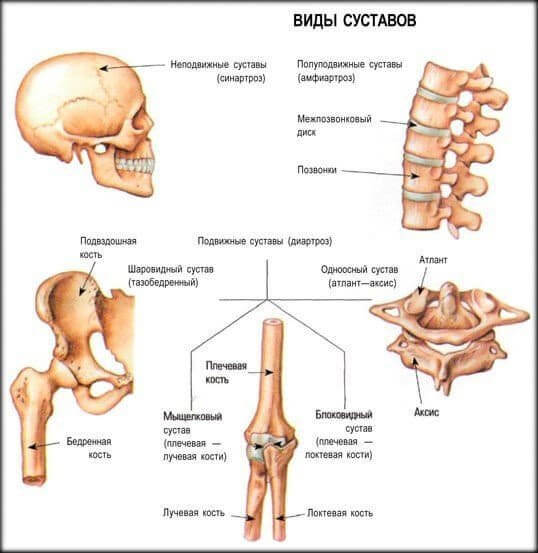 ВИДЫ СУСТАВОВ
Неподвижные суставы
(синартроз)
Полуподвижные суставы
(амфиартроз)
Межпозвонковый
диск
Позвонки
Подвздошная
кость
Подвижные суставы (диартроз)
Шаровидный сустав
(тазобедренный)
Одноосный сустав
(атлант—аксис)
Атлант
Плечевая
кость
Мыщелковый
сустав
(плечевая —
лучевая кости)
Блоковидный
сустав
(плечевая —
локтевая кости)
Аксис
Бедренная
кость
Лучевая кость
Локтевая кость